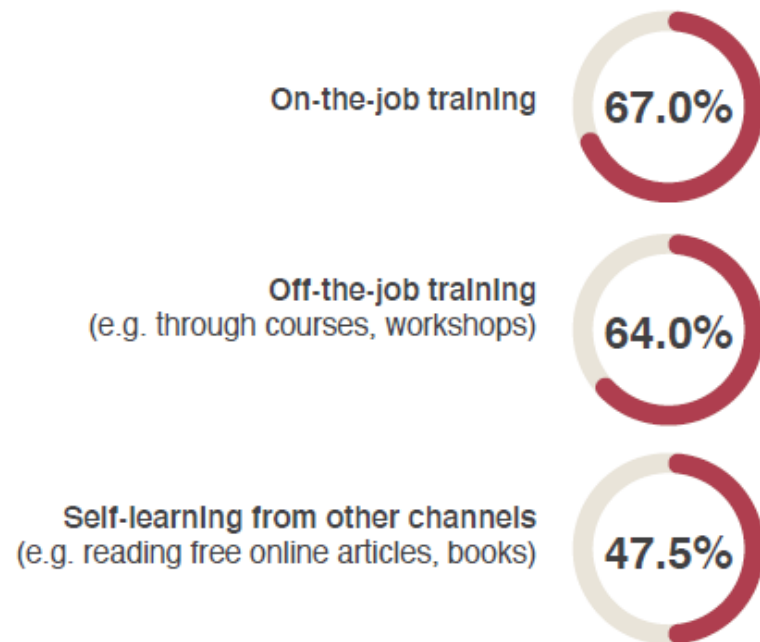 On-the-job training
67.0%
Off-the-job training
(e.g. through courses, workshops)
64.0%
Self-learning from other channels
(e.g. reading free online articles, books)
47.5%